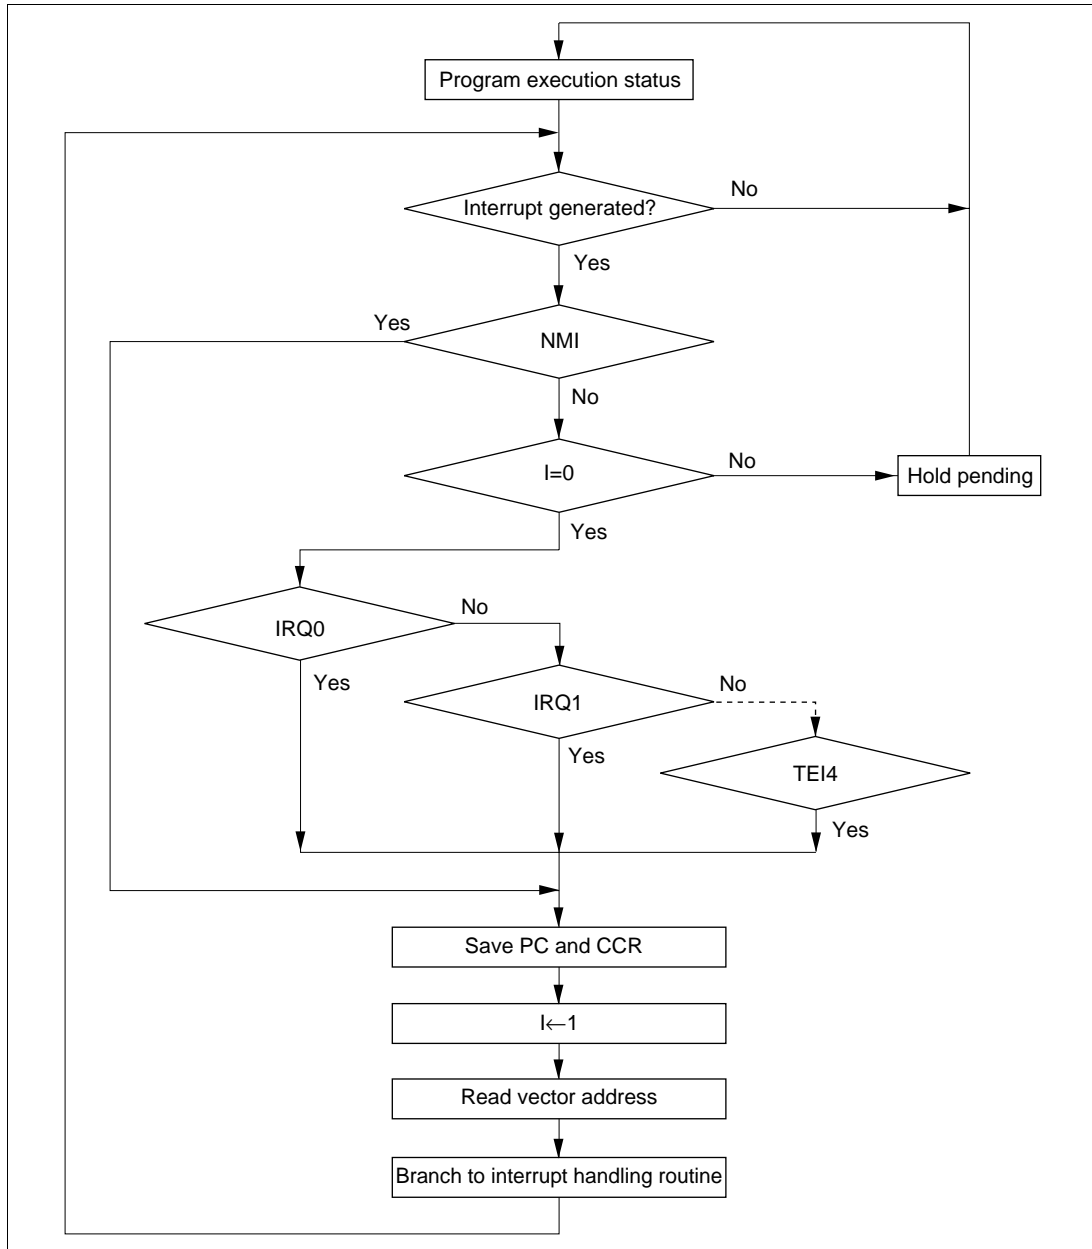 Program execution status
Interrupt generated?
No
Yes
Yes
NMI
No
I=0
No
Hold pending
Yes
IRQ0
No
Yes
IRQ1
No
Yes
TEI4
Yes
Save PC and CCR
I←1
Read vector address
Branch to interrupt handling routine